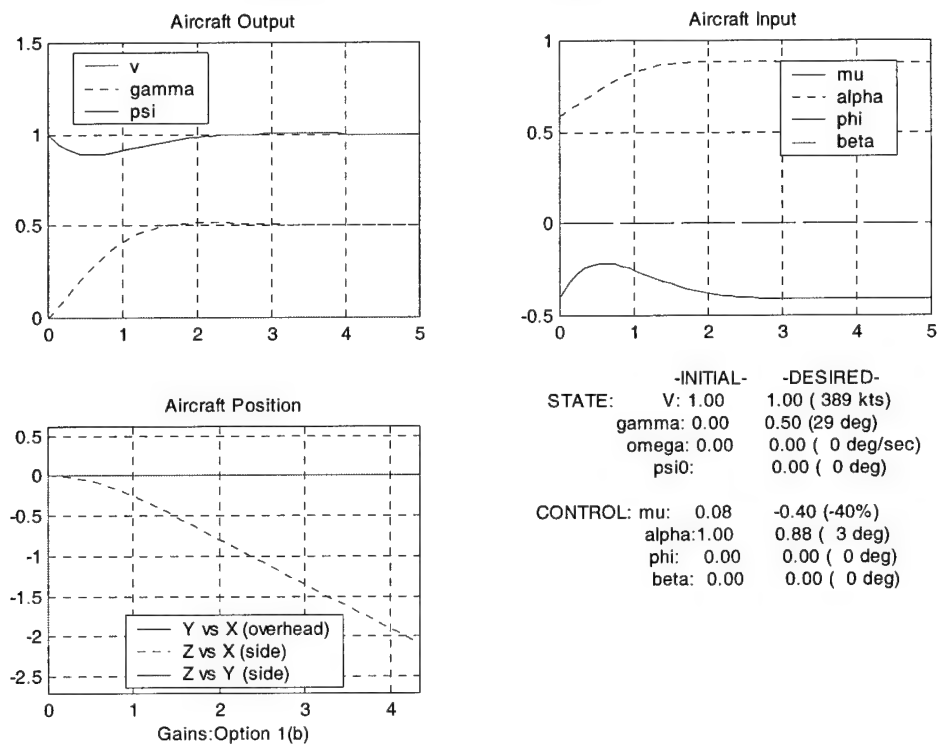 Aircraft Output
1.5
1
0.5
0
v
gamma
psi
0 1 2 3 4 5
Aircraft Input
1
0.5
0
-0.5
mu
alpha
phi
beta
0 1 2 3 4 5
Aircraft Position
0.5
0
-0.5
-1
-1.5
-2
-2.5
Y vs X (overhead)
Z vs X (side)
Z vs Y (side)
0 1 2 3 4
Gains:Option 1(b)
-INITIAL- -DESIRED-
STATE: V: 1.00 1.00 ( 389 kts)
gamma: 0.00 0.50 (29 deg)
omega: 0.00 0.00 ( 0 deg/sec)
psi0: 0.00 ( 0 deg)
CONTROL: mu: 0.08 -0.40 (-40%)
alpha:1.00 0.88 ( 3 deg)
phi: 0.00 0.00 ( 0 deg)
beta: 0.00 0.00 ( 0 deg)